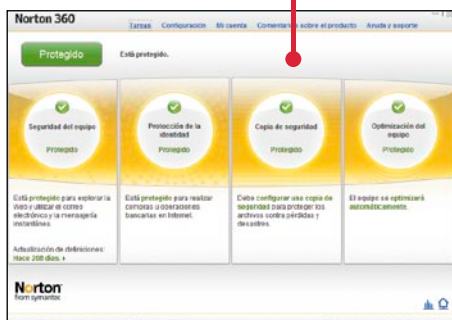 Norton 360
Tareas Configuración Mi cuenta Comentarios sobre el producto Ayuda y soporte
Protegido
Está protegido.
Seguridad del equipo
Protegido
Protección de la
identidad
Protegido
Copia de seguridad
Protegido
Optimización del
equipo
Protegido
Está protegido para explorar la
Web y utilizar el correo
electrónico y la mensajería
instantánea.
Actualización de definiciones:
Hace 208 días.
Está protegido para realizar
compras u operaciones
bancarias en Internet.
Debe configurar una copia de
seguridad para proteger los
archivos contra pérdidas y
desastres.
El equipo se optimizará
automáticamente.
Norton
from symantec